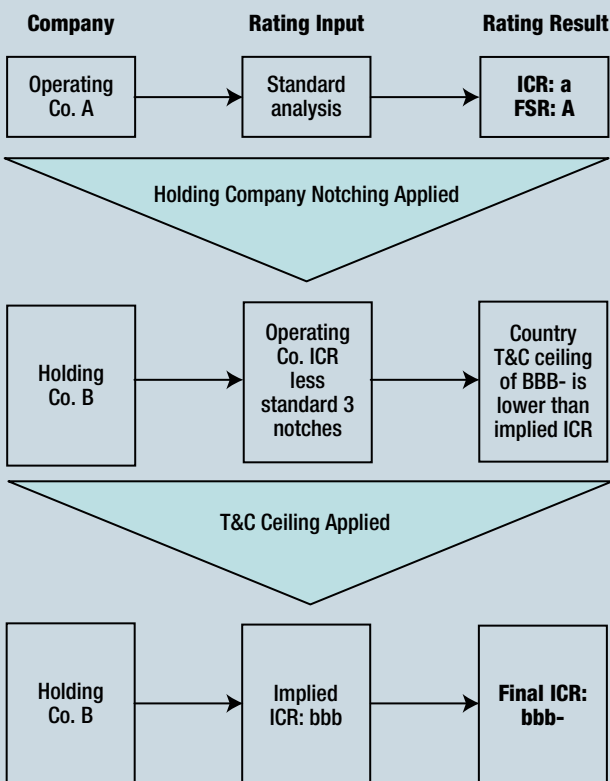 Company
Rating Input
Rating Result
Operating
Co. A
Standard
analysis
ICR: a
FSR: A
Holding Company Notching Applied
Holding
Co. B
Operating
Co. ICR
less
standard 3
notches
Country
T&C ceiling
of BBB- is
lower than
implied ICR
T&C Ceiling Applied
Holding
Co. B
Implied
ICR: bbb
Final ICR:
bbb-